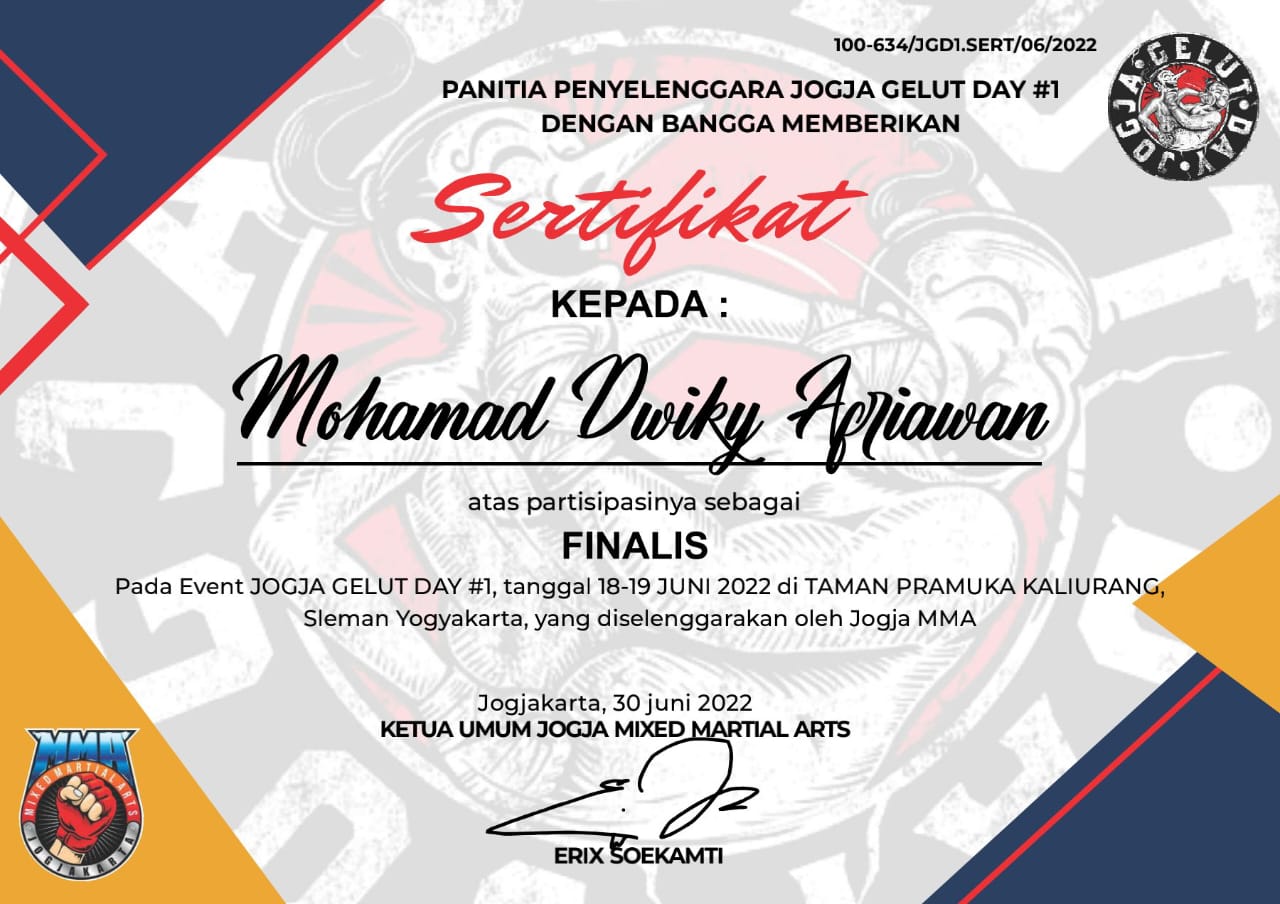 100-634/JGD1.SERT/06/2022
JOGJA GELUT DAY
PANITIA PENYELENGGARA JOGJA GELUT DAY #1
DENGAN BANGGA MEMBERIKAN
Sertifikat
KEPADA :
Mohamad Dwiky Afriawan
atas partisipasinya sebagai
FINALIS
Pada Event JOGJA GELUT DAY #1, tanggal 18-19 JUNI 2022 di TAMAN PRAMUKA KALIURANG,
Sleman Yogyakarta, yang diselenggarakan oleh Jogja MMA
Jogjakarta, 30 juni 2022
KETUA UMUM JOGJA MIXED MARTIAL ARTS
ERIX SOEKAMTI
MMA
MIXED MARTIAL ARTS
JOGJAKARTA